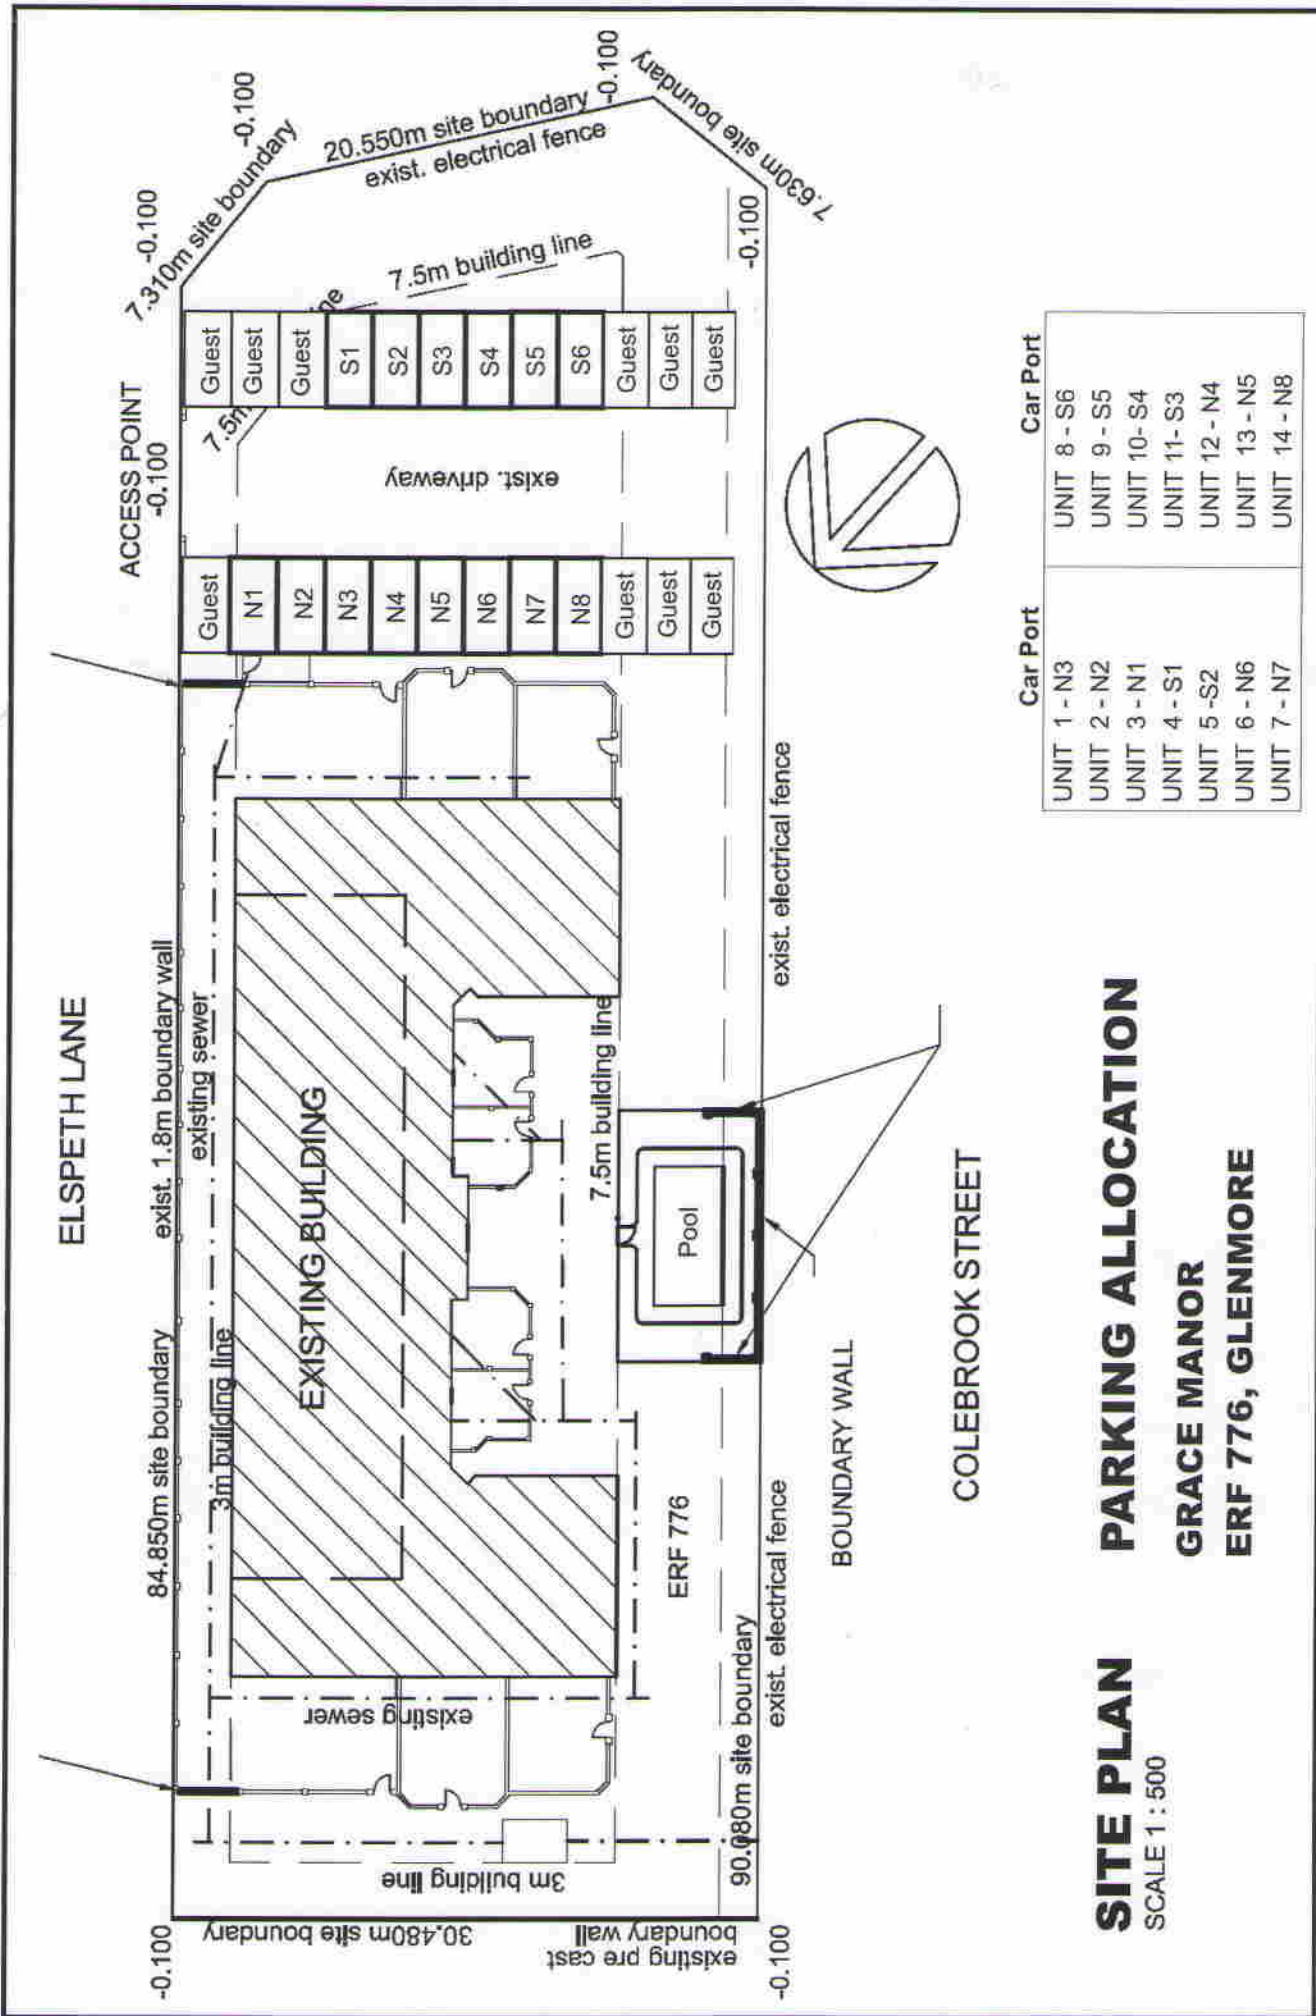 ELSPETH LANE
ACCESS POINT
-0.100
-0.100
-0.100
-0.100
7.310m site boundary
20.550m site boundary
exist. electrical fence
7.630m site boundary
-0.100
84.850m site boundary
exist. 1.8m boundary wall
existing sewer
3m building line
EXISTING BUILDING
existing sewer
3m building line
30.480m site boundary
existing pre cast
boundary wall
-0.100
-0.100
Guest
N1
N2
N3
N4
N5
N6
N7
N8
Guest
Guest
Guest
exist. driveway
7.5m
ne
7.5m building line
Guest
Guest
Guest
S1
S2
S3
S4
S5
S6
Guest
Guest
Guest
7.5m building line
Pool
ERF 776
90.080m site boundary
exist. electrical fence
exist. electrical fence
BOUNDARY WALL
COLEBROOK STREET
SITE PLAN
SCALE 1 : 500
PARKING ALLOCATION
GRACE MANOR
ERF 776, GLENMORE
Car Port
UNIT 1 - N3
UNIT 2 - N2
UNIT 3 - N1
UNIT 4 - S1
UNIT 5 -S2
UNIT 6 - N6
UNIT 7 - N7
Car Port
UNIT 8 - S6
UNIT 9 - S5
UNIT 10- S4
UNIT 11- S3
UNIT 12 - N4
UNIT 13 - N5
UNIT 14 - N8